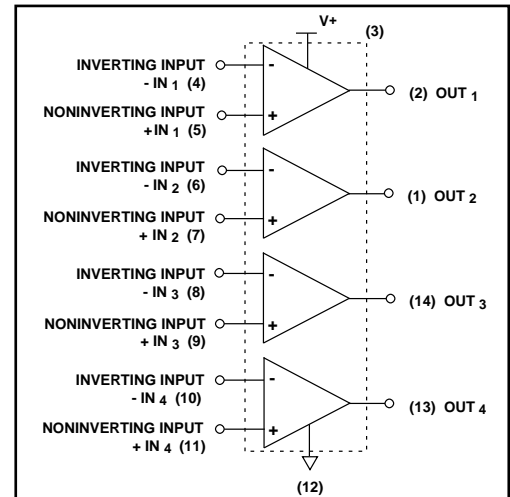 V+
(3)
INVERTING INPUT
- IN 1 (4)
-
NONINVERTING INPUT
+IN 1 (5)
+
(2) OUT 1
INVERTING INPUT
- IN 2 (6)
-
NONINVERTING INPUT
+ IN 2 (7)
+
(1) OUT 2
INVERTING INPUT
- IN 3 (8)
-
NONINVERTING INPUT
+ IN 3 (9)
+
(14) OUT 3
INVERTING INPUT
- IN 4 (10)
-
NONINVERTING INPUT
+ IN 4 (11)
+
(13) OUT 4
(12)